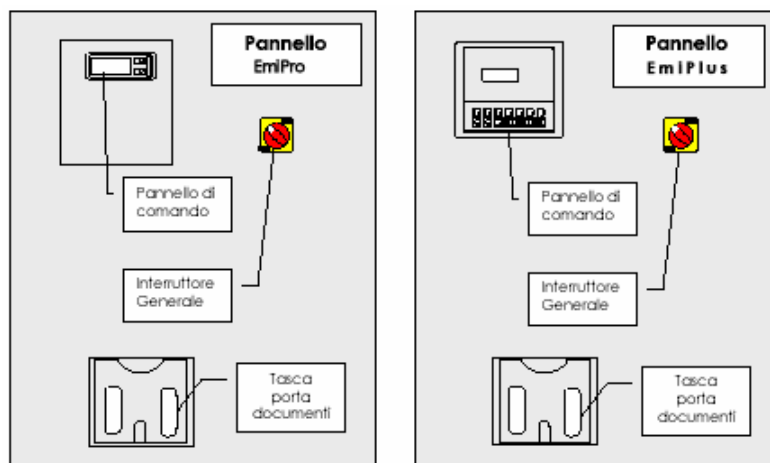 Pannello
EmiPro
Pannello di
comando
Interruttore
Generale
Tasca
porta
documenti
Pannello
EmiPlus
Pannello di
comando
Interruttore
Generale
Tasca
porta
documenti